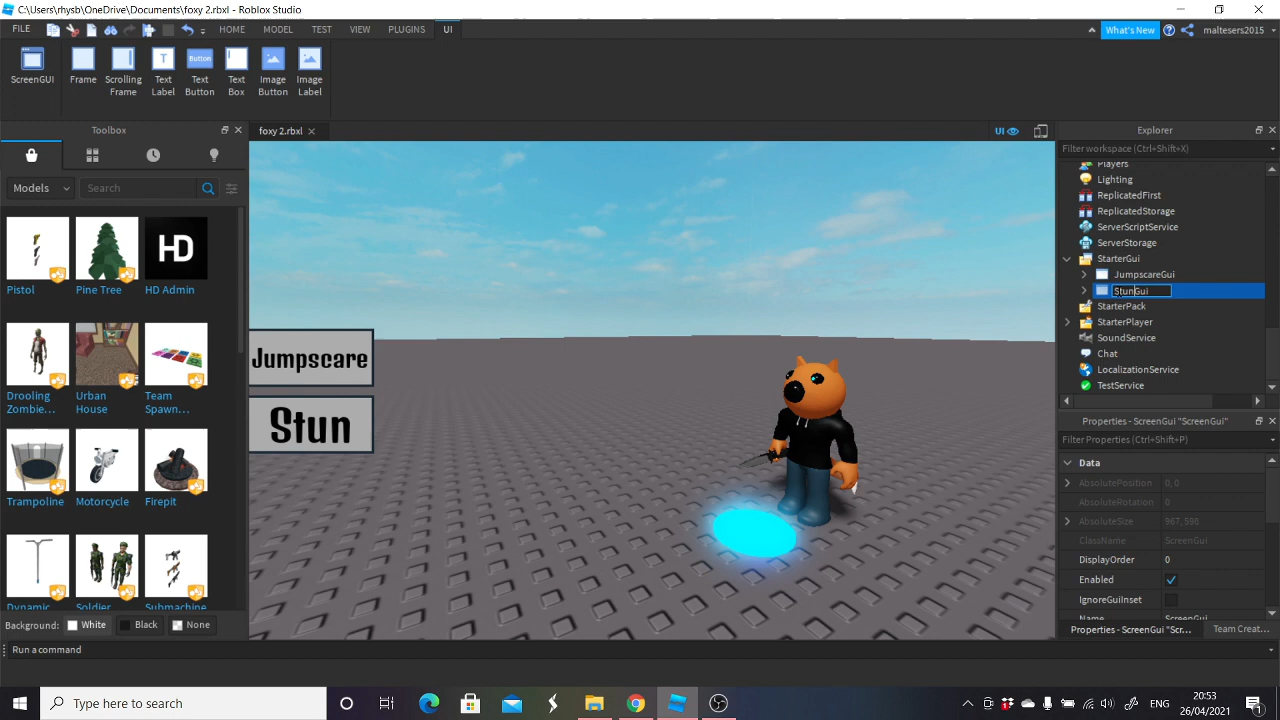 C:\Users\rhysb\OneDrive\Documents\foxy 2.rbxl - Roblox Studio
FILE HOME MODEL TEST VIEW PLUGINS UI What's New maltesers2015
ScreenGUI Frame Scrolling Frame Text Label Text Button Text Box Image Button Image Label
Button
Toolbox
foxy 2.rbxl
UI
Explorer
Filter workspace (Ctrl+Shift+X)
Models
Search
HD
Pistol Pine Tree HD Admin
Drooling Zombie... Urban House Team Spawn...
Trampoline Motorcycle Firepit
Dynamic Soldier Submachine
Background: White Black None
Run a command
Jumpscare
Stun
Players
Lighting
ReplicatedFirst
ReplicatedStorage
ServerScriptService
ServerStorage
StarterGui
JumpscareGui
StunGui
StarterPack
StarterPlayer
SoundService
Chat
LocalizationService
TestService
Properties - ScreenGui "ScreenGui"
Filter Properties (Ctrl+Shift+P)
Data
AbsolutePosition 0, 0
AbsoluteRotation 0
AbsoluteSize 967, 598
ClassName ScreenGui
DisplayOrder 0
Enabled
IgnoreGuiInset
Name ScreenGui
Properties - ScreenGui "Scr... Team Creat...
Type here to search
ENG
20:53
26/04/2021